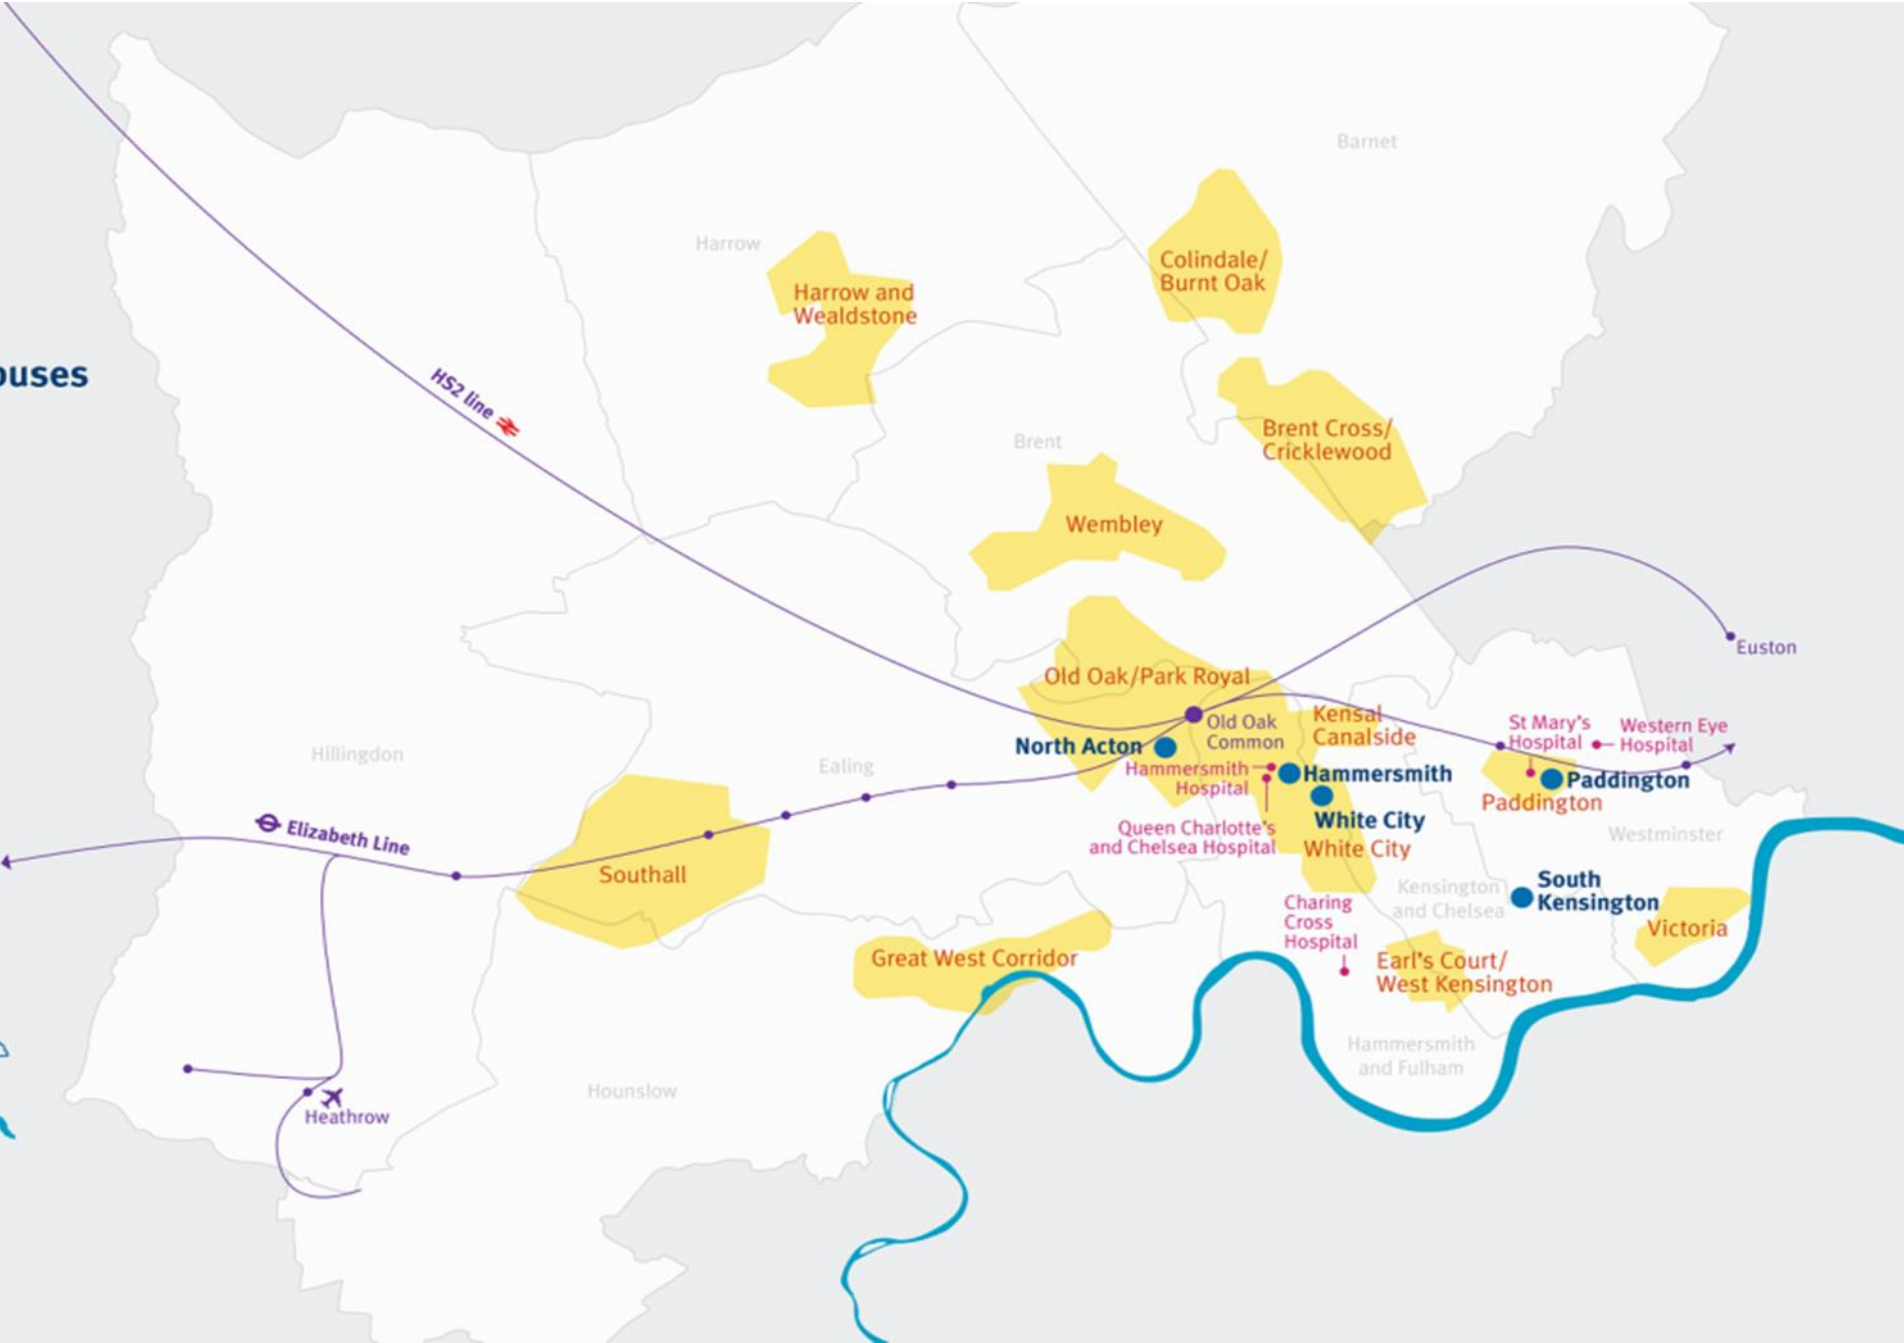 Barnet
Harrow
Colindale/
Burnt Oak
Harrow and
Wealdstone
ouses
HS2 line
Brent
Brent Cross/
Cricklewood
Wembley
Euston
Old Oak/Park Royal
Old Oak
Common
Kensal
Canalside
St Mary's
Hospital
Western Eye
Hospital
North Acton
Hillingdon
Ealing
Hammersmith
Hospital
Hammersmith
Paddington
Paddington
White City
Queen Charlotte's
and Chelsea Hospital
White City
Westminster
Elizabeth Line
Southall
Kensington
and Chelsea
South
Kensington
Charing
Cross
Hospital
Victoria
Great West Corridor
Earl's Court/
West Kensington
Hammersmith
and Fulham
Hounslow
Heathrow